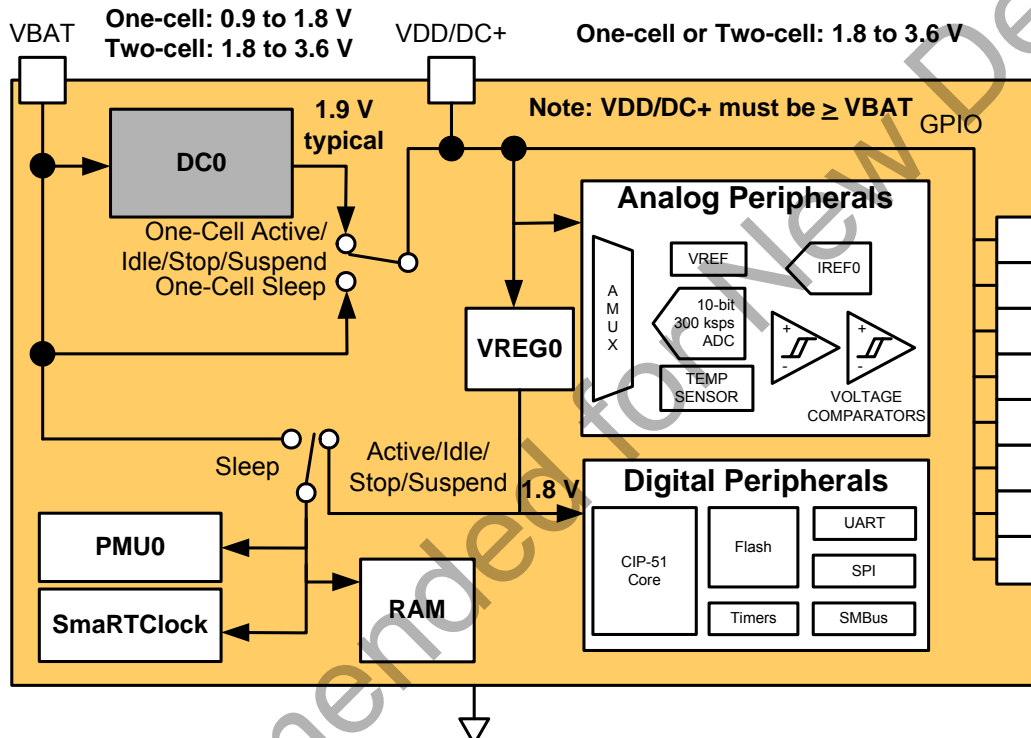 VBAT
One-cell: 0.9 to 1.8 V
Two-cell: 1.8 to 3.6 V
VDD/DC+
One-cell or Two-cell: 1.8 to 3.6 V
Note: VDD/DC+ must be ≥ VBAT
GPIO
1.9 V
typical
DC0
One-Cell Active/
Idle/Stop/Suspend
One-Cell Sleep
VREG0
Analog Peripherals
A
M
U
X
VREF
IREF0
10-bit
300 ksps
ADC
TEMP
SENSOR
+
-
+
-
VOLTAGE
COMPARATORS
Sleep
Active/Idle/
Stop/Suspend
1.8 V
PMU0
SmaRTClock
RAM
Digital Peripherals
CIP-51
Core
Flash
Timers
UART
SPI
SMBus
mended for New De